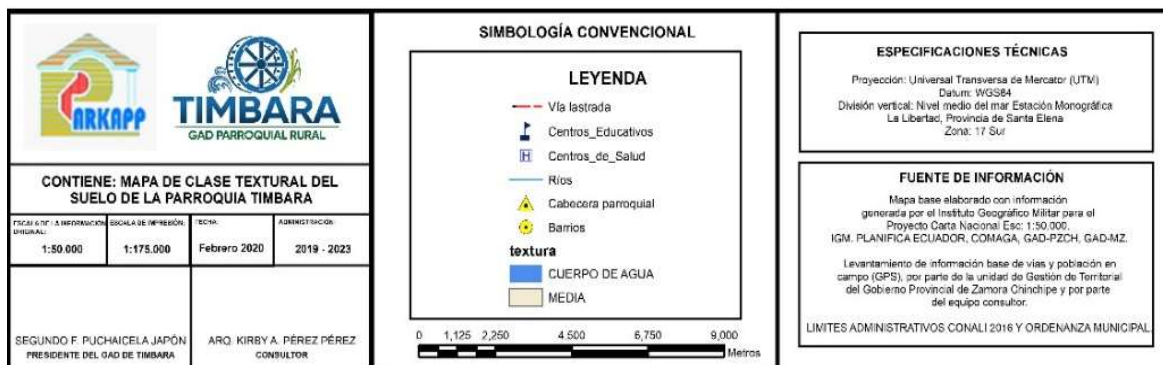 PARKAPP
TIMBARA
GAD PARROQUIAL RURAL
CONTIENE: MAPA DE CLASE TEXTURAL DEL
SUELO DE LA PARROQUIA TIMBARA
ESCALA DE LA INFORMACIÓN
ORIGINAL:
1:50.000
ESCALA DE IMPRESIÓN:
1:175.000
FECHA:
Febrero 2020
ADMINISTRACIÓN:
2019 - 2023
SEGUNDO F. PUCHAICELA JAPÓN
PRESIDENTE DEL GAD DE TIMBARA
ARQ. KIRBY A. PÉREZ PÉREZ
CONSULTOR
SIMBOLOGÍA CONVENCIONAL
LEYENDA
Vía lastrada
Centros_Educativos
H Centros_de_Salud
Ríos
Cabecera parroquial
Barrios
textura
CUERPO DE AGUA
MEDIA
0 1,125 2,250 4,500 6,750 9,000
Metros
ESPECIFICACIONES TÉCNICAS
Proyección: Universal Transversa de Mercator (UTM)
Datum: WGS84
División vertical: Nivel medio del mar Estación Monográfica
La Libertad, Provincia de Santa Elena
Zona: 17 Sur
FUENTE DE INFORMACIÓN
Mapa base elaborado con información
generada por el Instituto Geográfico Militar para el
Proyecto Carta Nacional Esc: 1:50.000.
IGM. PLANIFICA ECUADOR, COMAGA, GAD-PZCH, GAD-MZ.
Levantamiento de información base de vías y población en
campo (GPS), por parte de la unidad de Gestión de Territorial
del Gobierno Provincial de Zamora Chinchipe y por parte
del equipo consultor.
LIMITES ADMINISTRATIVOS CONALI 2016 Y ORDENANZA MUNICIPAL.